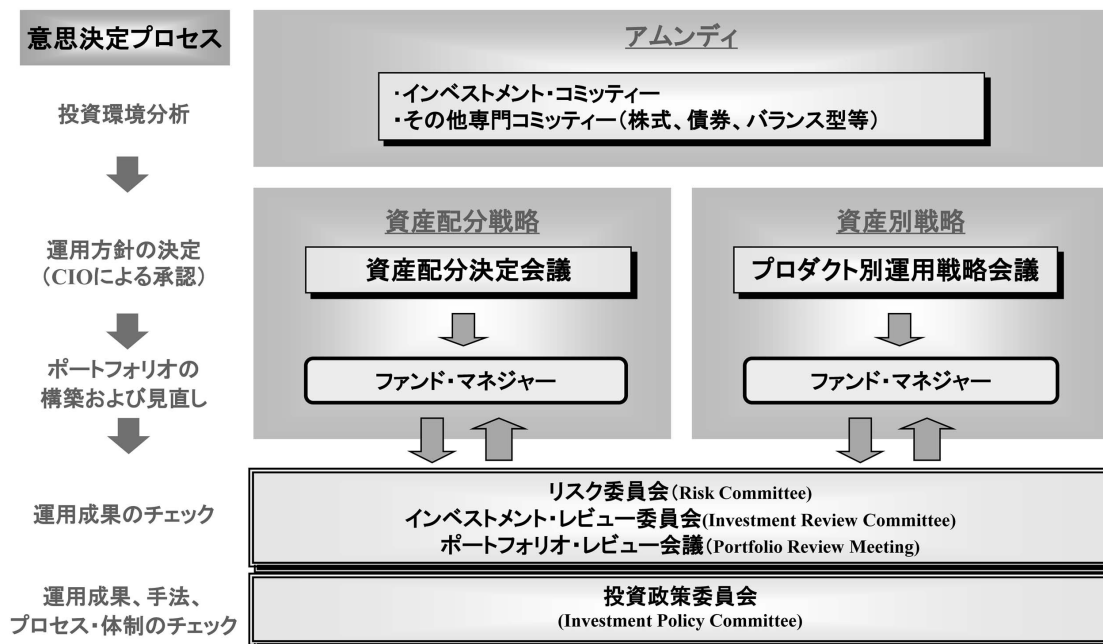 意思決定プロセス
アムンディ
・インベストメント・コミッティー
・その他専門コミッティー(株式、債券、バランス型等)
投資環境分析
資産配分戦略
資産別戦略
運用方針の決定
(CIOによる承認)
資産配分決定会議
プロダクト別運用戦略会議
ポートフォリオの
構築および見直し
ファンド・マネジャー
ファンド・マネジャー
運用成果のチェック
リスク委員会(Risk Committee)
インベストメント・レビュー委員会(Investment Review Committee)
ポートフォリオ・レビュー会議(Portfolio Review Meeting)
運用成果、手法、
プロセス・体制のチェック
投資政策委員会
(Investment Policy Committee)